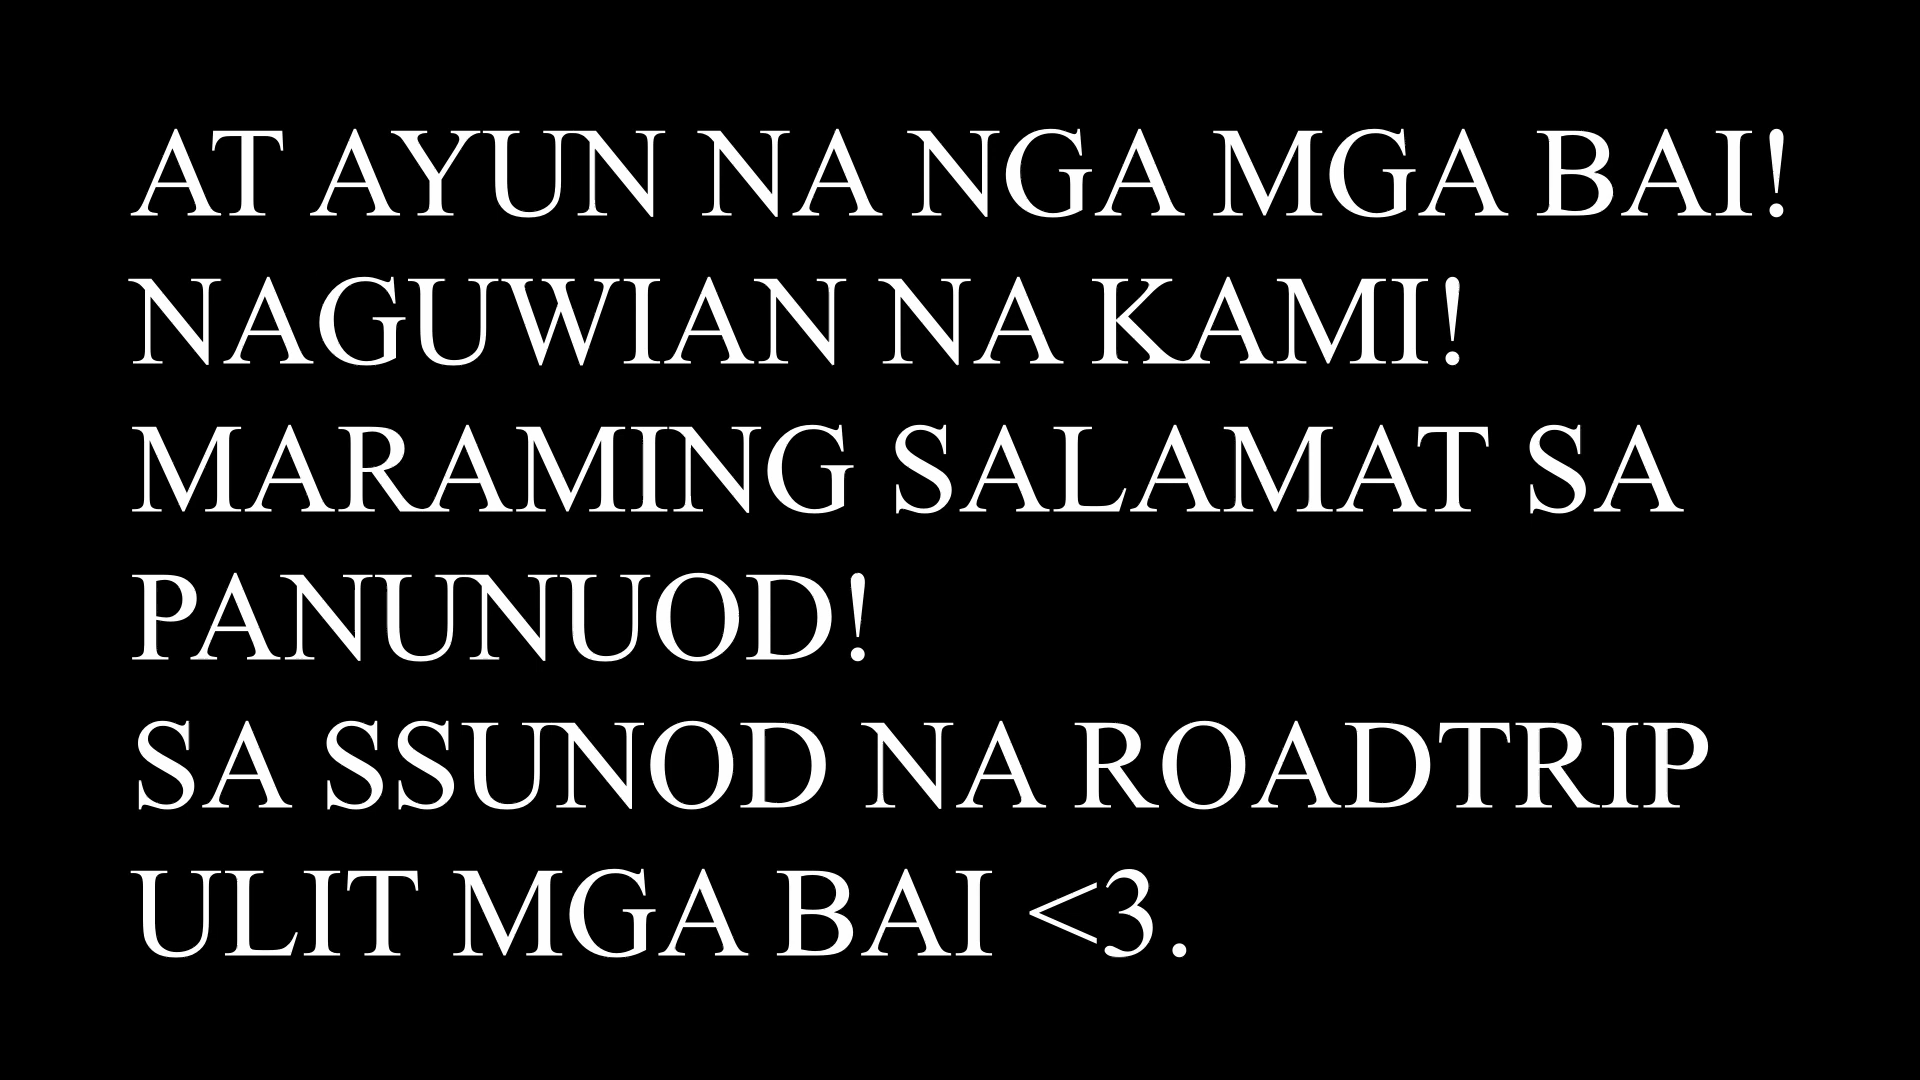 AT AYUN NA NGA MGA BAI!
NAGUWIAN NA KAMI!
MARAMING SALAMAT SA
PANUNUOD!
SA SSUNOD NA ROADTRIP
ULIT MGA BAI <3.